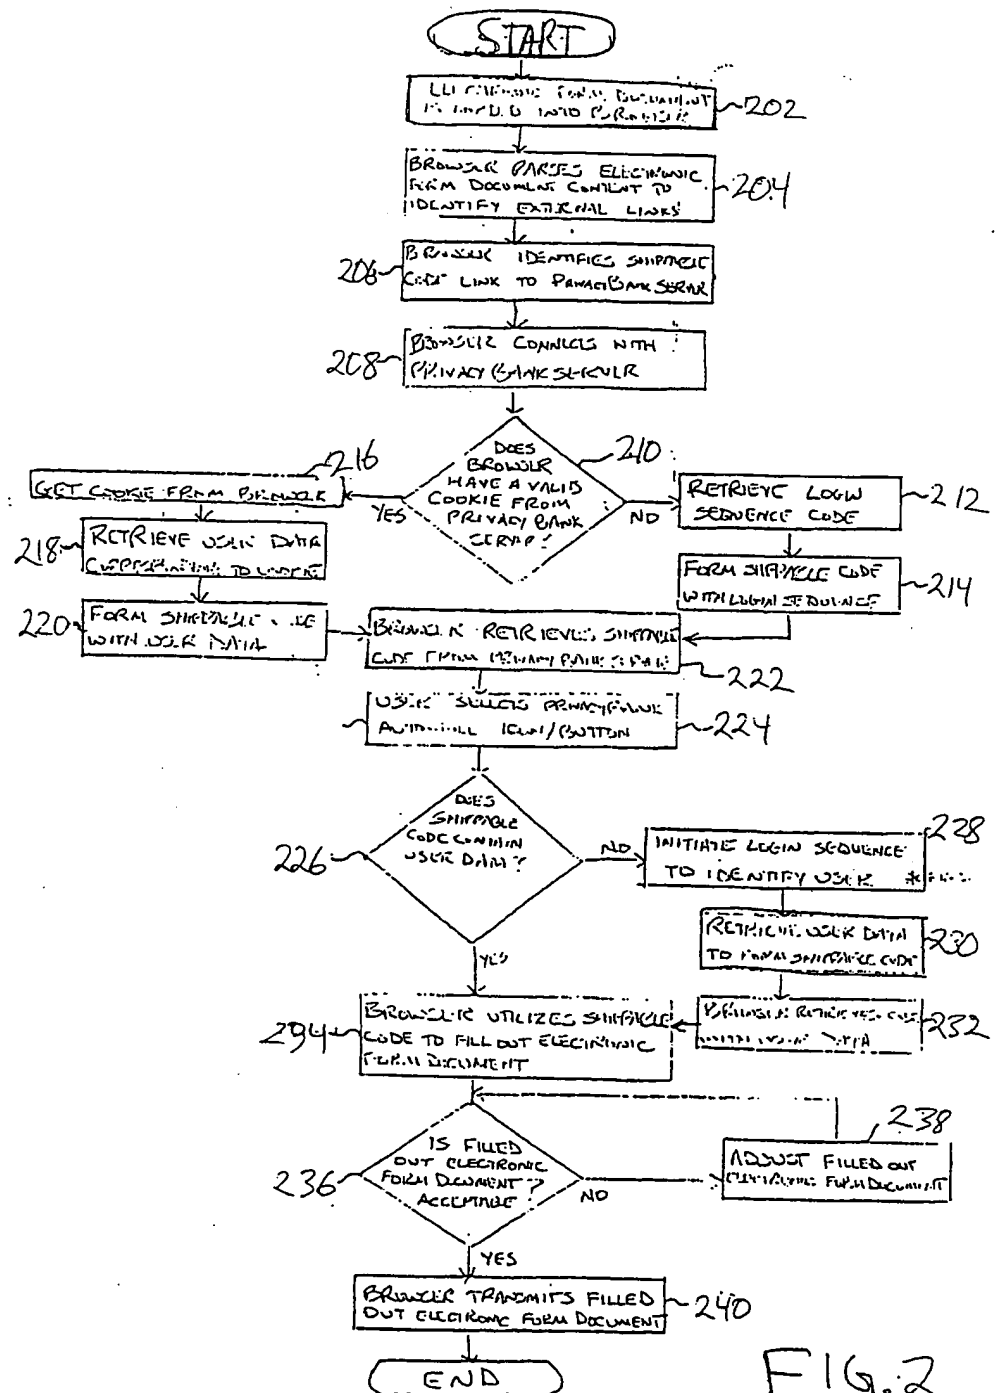 START
ELECTRONIC FORM DOCUMENT
IS LOADED INTO BROWSER
202
BROWSER PARSES ELECTRONIC
FORM DOCUMENT CONTENT TO
IDENTIFY EXTERNAL LINKS
204
BROWSER IDENTIFIES SHIPPABLE
CODE LINK TO PRIVACYBANK SERVER
206
BROWSER CONNECTS WITH
PRIVACYBANK SERVER
208
DOES
BROWSER
HAVE A VALID
COOKIE FROM
PRIVACY BANK
SERVER?
210
YES
NO
216
GET COOKIE FROM BROWSER
RETRIEVE LOGIN
SEQUENCE CODE
212
218
RETRIEVE USER DATA
CORRESPONDING TO COOKIE
FORM SHIPPABLE CODE
WITH LOGIN SEQUENCE
214
220
FORM SHIPPABLE CODE
WITH USER DATA
BROWSER RETRIEVES SHIPPABLE
CODE FROM PRIVACY BANK SERVER
222
USER SELECTS PRIVACYBANK
AUTO-FILL ICON/BUTTON
224
DOES
SHIPPABLE
CODE CONTAIN
USER DATA?
226
NO
YES
228
INITIATE LOGIN SEQUENCE
TO IDENTIFY USER
RETRIEVE USER DATA
TO FORM SHIPPABLE CODE
230
BROWSER RETRIEVES CODE
DATA
232
234
BROWSER UTILIZES SHIPPABLE
CODE TO FILL OUT ELECTRONIC
FORM DOCUMENT
IS FILLED
OUT ELECTRONIC
FORM DOCUMENT
ACCEPTABLE?
236
NO
YES
238
ADJUST FILLED OUT
ELECTRONIC FORM DOCUMENT
BROWSER TRANSMITS FILLED
OUT ELECTRONIC FORM DOCUMENT
240
END
FIG. 2